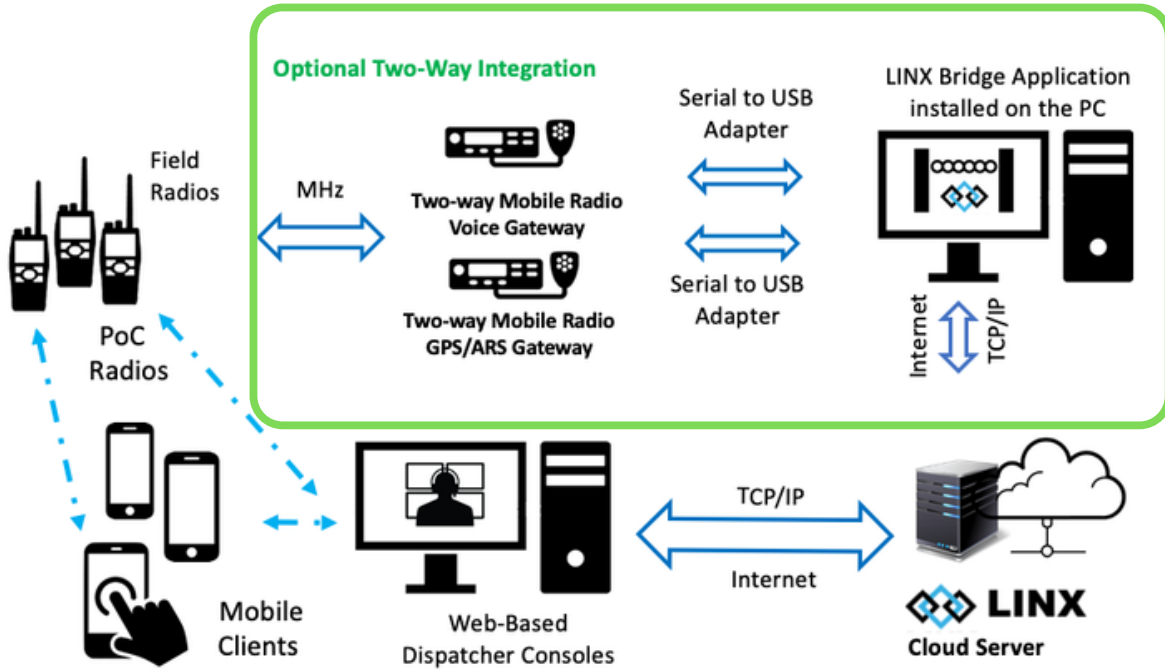 Optional Two-Way Integration
LINX Bridge Application
installed on the PC
Serial to USB
Adapter
Field
Radios
MHz
Two-way Mobile Radio
Voice Gateway
Serial to USB
Adapter
Two-way Mobile Radio
GPS/ARS Gateway
Internet
TCP/IP
PoC
Radios
TCP/IP
Internet
Mobile
Clients
Web-Based
Dispatcher Consoles
LINX
Cloud Server